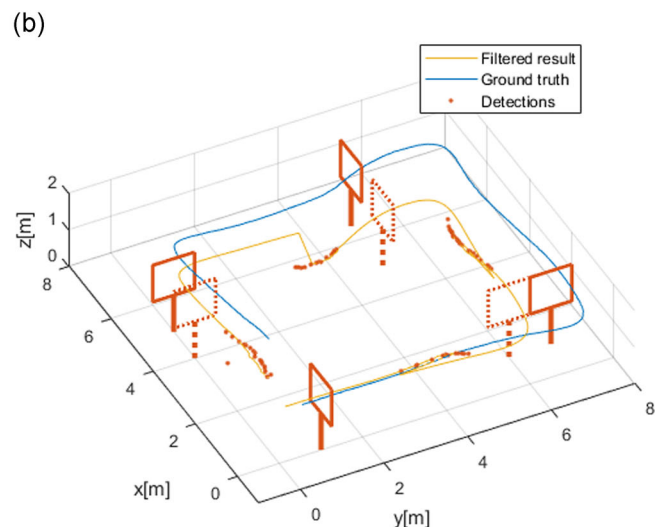 (b)
Filtered result
Ground truth
Detections
2
1
0
z[m]
8
6
4
2
0
x[m]
0
2
4
6
8
y[m]